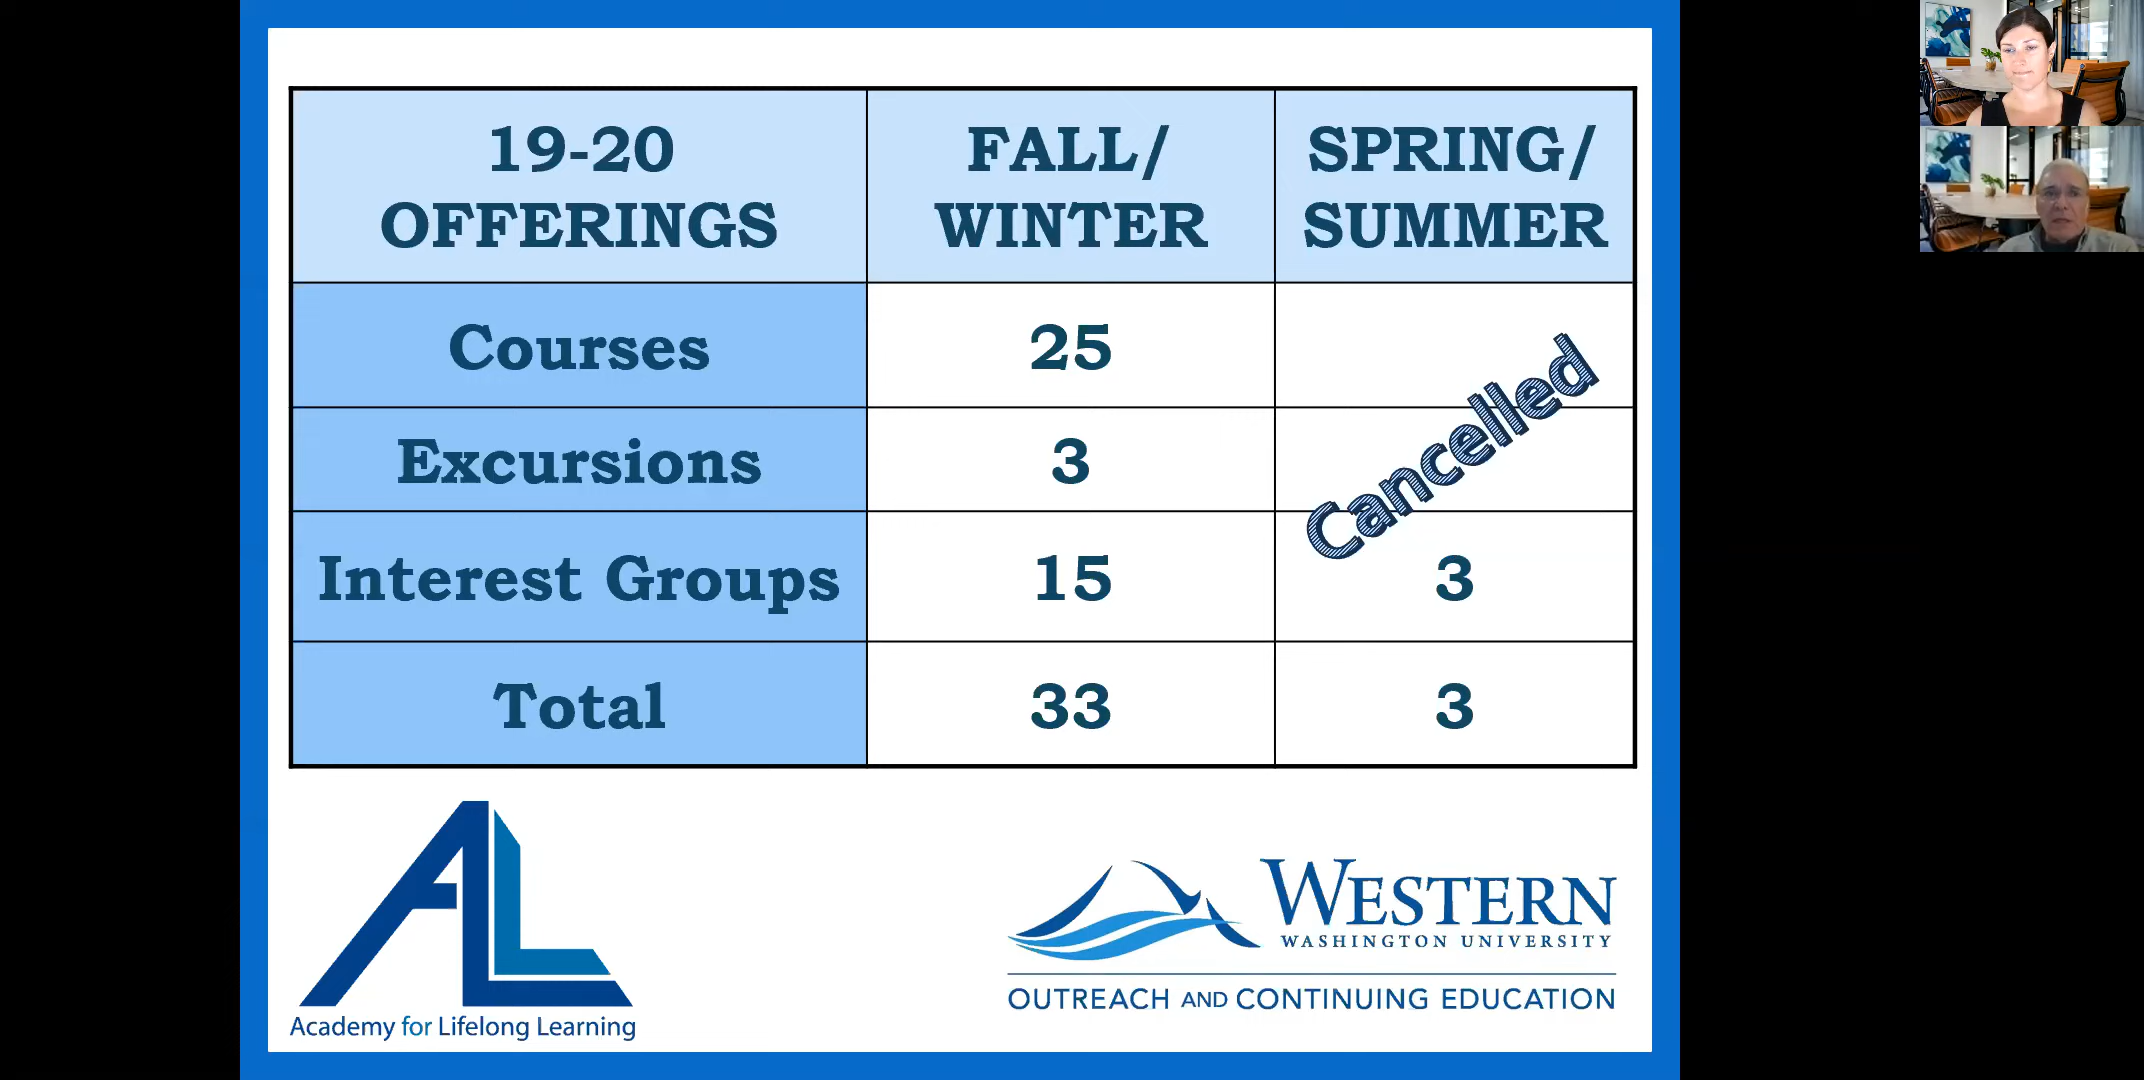 19-20 OFFERINGS
FALL/ WINTER
SPRING/ SUMMER
Courses
25
Cancelled
Excursions
3
Interest Groups
15
3
Total
33
3
Academy for Lifelong Learning
WESTERN
WASHINGTON UNIVERSITY
OUTREACH AND CONTINUING EDUCATION